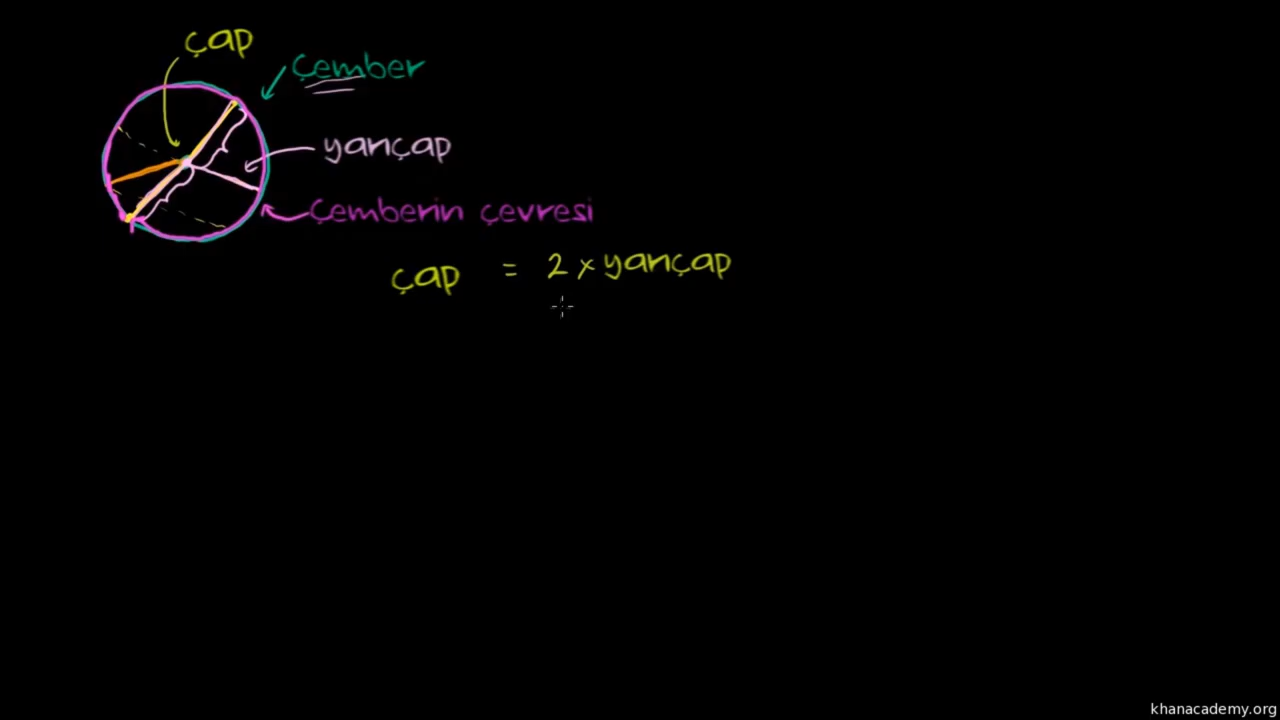 çap
çember
yarıçap
çemberin çevresi
çap = 2 x yarıçap
khanacademy.org